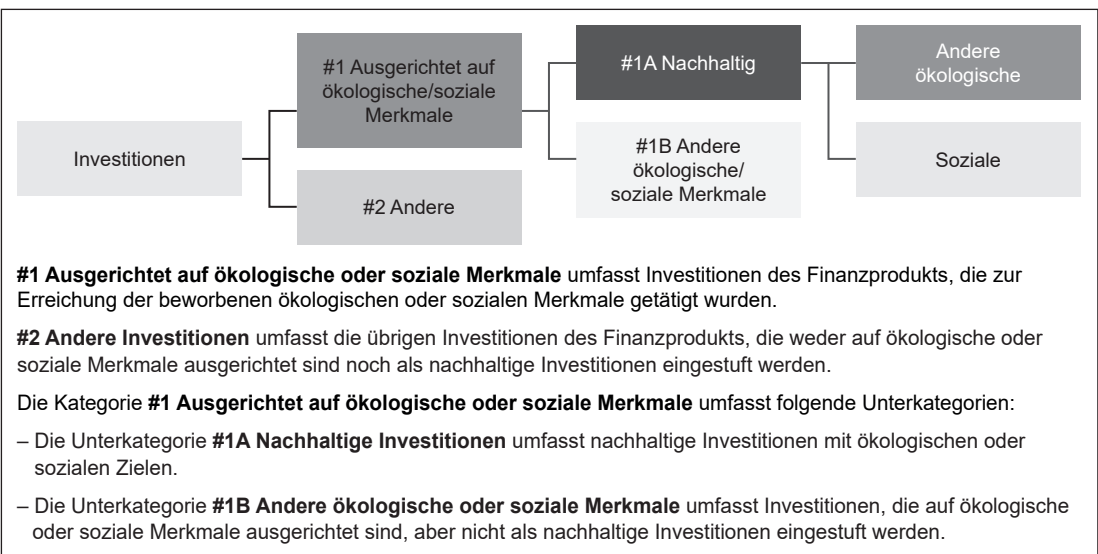 Investitionen
#1 Ausgerichtet auf
ökologische/soziale
Merkmale
#2 Andere
#1A Nachhaltig
#1B Andere
ökologische/
soziale Merkmale
Andere
ökologische
Soziale
#1 Ausgerichtet auf ökologische oder soziale Merkmale umfasst Investitionen des Finanzprodukts, die zur
Erreichung der beworbenen ökologischen oder sozialen Merkmale getätigt wurden.
#2 Andere Investitionen umfasst die übrigen Investitionen des Finanzprodukts, die weder auf ökologische oder
soziale Merkmale ausgerichtet sind noch als nachhaltige Investitionen eingestuft werden.
Die Kategorie #1 Ausgerichtet auf ökologische oder soziale Merkmale umfasst folgende Unterkategorien:
– Die Unterkategorie #1A Nachhaltige Investitionen umfasst nachhaltige Investitionen mit ökologischen oder
sozialen Zielen.
– Die Unterkategorie #1B Andere ökologische oder soziale Merkmale umfasst Investitionen, die auf ökologische
oder soziale Merkmale ausgerichtet sind, aber nicht als nachhaltige Investitionen eingestuft werden.